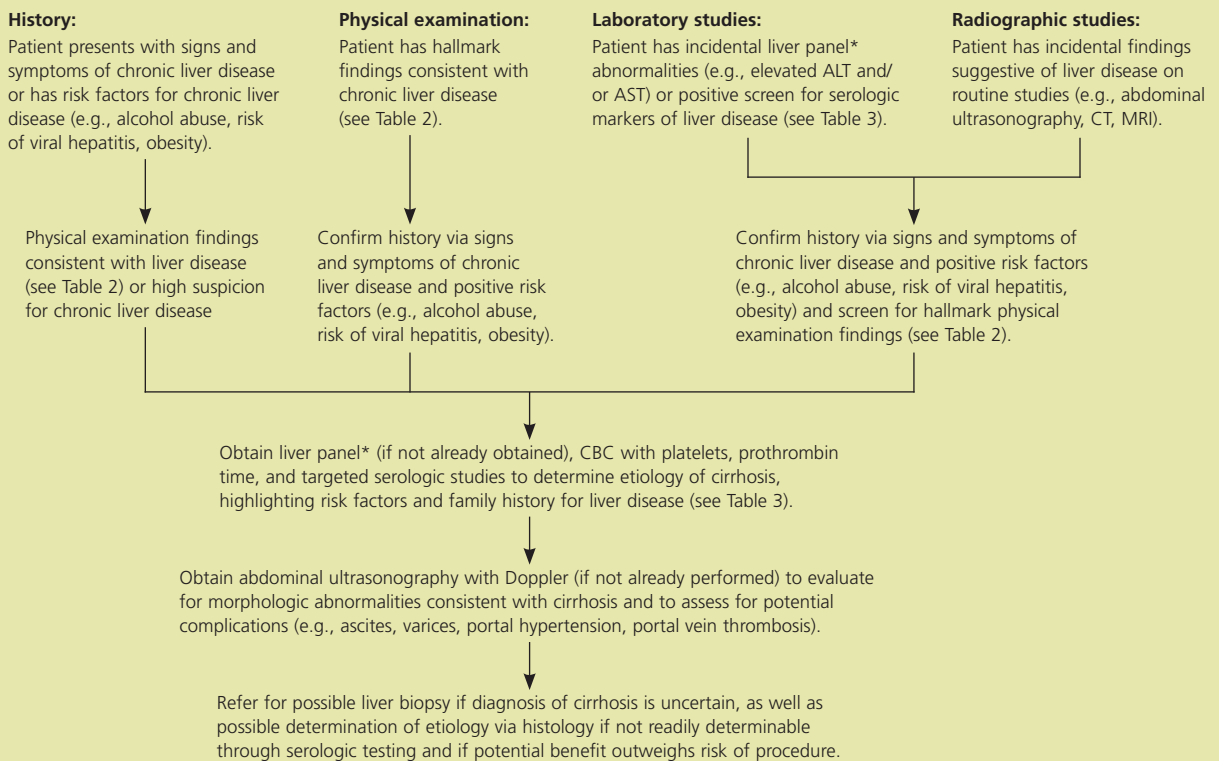 History:
Patient presents with signs and
symptoms of chronic liver disease
or has risk factors for chronic liver
disease (e.g., alcohol abuse, risk
of viral hepatitis, obesity).
Physical examination:
Patient has hallmark
findings consistent with
chronic liver disease
(see Table 2).
Laboratory studies:
Patient has incidental liver panel*
abnormalities (e.g., elevated ALT and/
or AST) or positive screen for serologic
markers of liver disease (see Table 3).
Radiographic studies:
Patient has incidental findings
suggestive of liver disease on
routine studies (e.g., abdominal
ultrasonography, CT, MRI).
Physical examination findings
consistent with liver disease
(see Table 2) or high suspicion
for chronic liver disease
Confirm history via signs
and symptoms of chronic
liver disease and positive risk
factors (e.g., alcohol abuse,
risk of viral hepatitis, obesity).
Confirm history via signs and symptoms of
chronic liver disease and positive risk factors
(e.g., alcohol abuse, risk of viral hepatitis,
obesity) and screen for hallmark physical
examination findings (see Table 2).
Obtain liver panel* (if not already obtained), CBC with platelets, prothrombin
time, and targeted serologic studies to determine etiology of cirrhosis,
highlighting risk factors and family history for liver disease (see Table 3).
Obtain abdominal ultrasonography with Doppler (if not already performed) to evaluate
for morphologic abnormalities consistent with cirrhosis and to assess for potential
complications (e.g., ascites, varices, portal hypertension, portal vein thrombosis).
Refer for possible liver biopsy if diagnosis of cirrhosis is uncertain, as well as
possible determination of etiology via histology if not readily determinable
through serologic testing and if potential benefit outweighs risk of procedure.